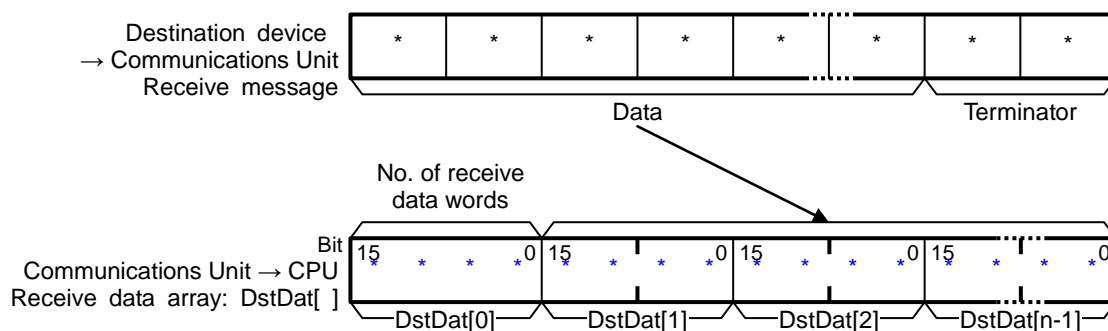 Destination device
→ Communications Unit
Receive message
* * * * * * * *
Data
Terminator
No. of receive
data words
Bit
15 0 15 0 15 0 15 0
* * * * * * * * * * * * * * * *
Communications Unit → CPU
Receive data array: DstDat[ ]
DstDat[0] DstDat[1] DstDat[2] DstDat[n-1]